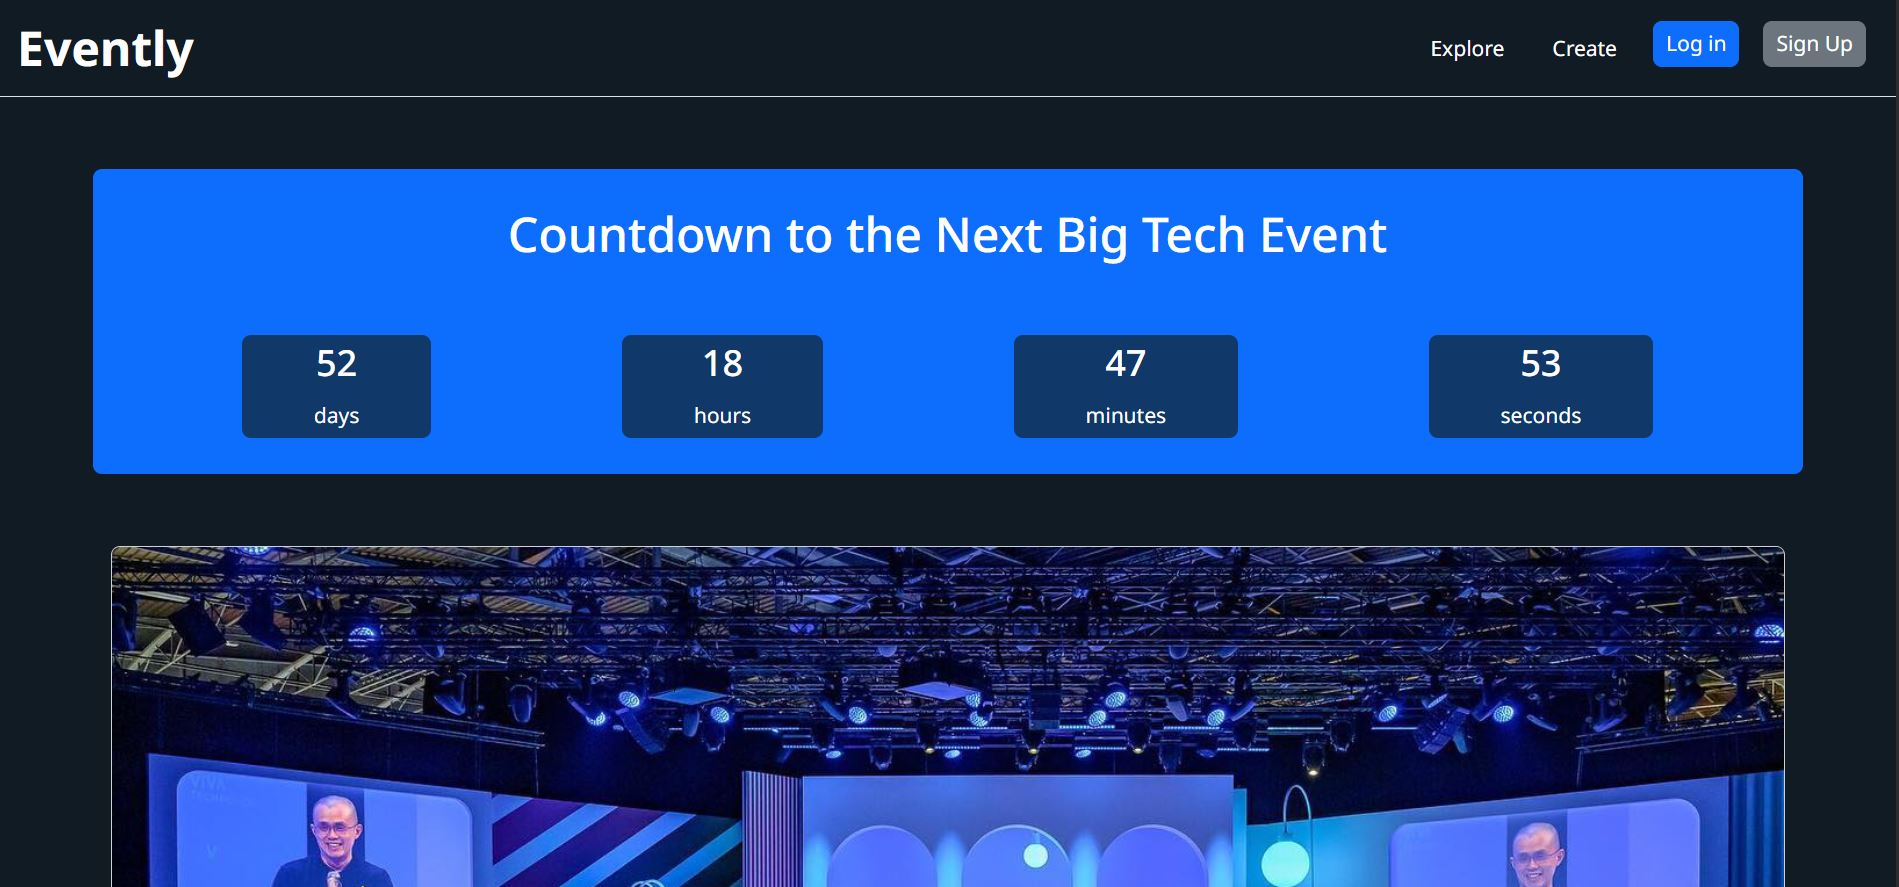 Evently
Explore Create Log in Sign Up
Countdown to the Next Big Tech Event
52 18 47 53
days hours minutes seconds
VIVA